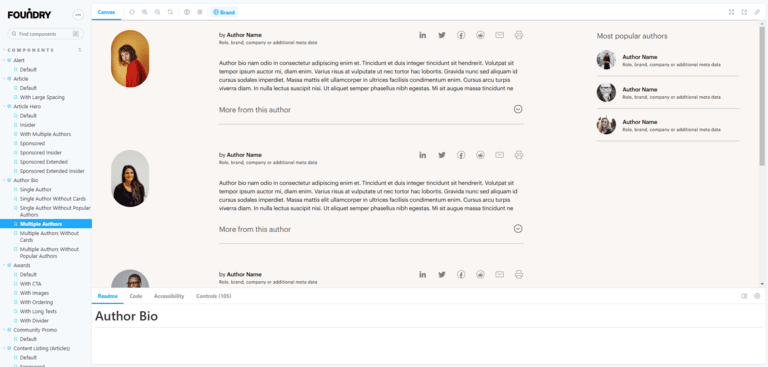 FOUNDRY
Find components
/
COMPONENTS
Alert
Default
Article
Default
With Large Spacing
Article Hero
Default
Insider
With Multiple Authors
Sponsored
Sponsored Insider
Sponsored Extended
Sponsored Extended Insider
Author Bio
Single Author
Single Author Without Cards
Single Author Without Popular
Authors
Multiple Authors
Multiple Authors Without
Cards
Multiple Authors Without
Popular Authors
Awards
Default
With CTA
With Images
With Ordering
With Long Texts
With Divider
Community Promo
Default
Content Listing (Articles)
Default
Sponsored
Canvas
Brand
by Author Name
Role, brand, company or additional meta data
Author bio nam odio in consectetur adipiscing enim et. Tincidunt et duis integer tincidunt sit hendrerit. Volutpat sit
tempor ipsum auctor mi, diam enim. Varius risus at vulputate ut nec tortor hac lobortis. Gravida nunc sed aliquam id
cursus sodales imperdiet. Massa mattis elit ullamcorper in ultrices facilisis condimentum enim. Cursus arcu turpis
viverra diam. In nulla lectus suscipit nisi. Ut aliquet semper phasellus nibh egestas. Mi sit augue massa tincidunt ne
More from this author
by Author Name
Role, brand, company or additional meta data
Author bio nam odio in consectetur adipiscing enim et. Tincidunt et duis integer tincidunt sit hendrerit. Volutpat sit
tempor ipsum auctor mi, diam enim. Varius risus at vulputate ut nec tortor hac lobortis. Gravida nunc sed aliquam id
cursus sodales imperdiet. Massa mattis elit ullamcorper in ultrices facilisis condimentum enim. Cursus arcu turpis
viverra diam. In nulla lectus suscipit nisi. Ut aliquet semper phasellus nibh egestas. Mi sit augue massa tincidunt ne
More from this author
by Author Name
Role, brand, company or additional meta data
Most popular authors
Author Name
Role, brand, company or additional meta data
Author Name
Role, brand, company or additional meta data
Author Name
Role, brand, company or additional meta data
Readme
Code
Accessibility
Controls (105)
Author Bio